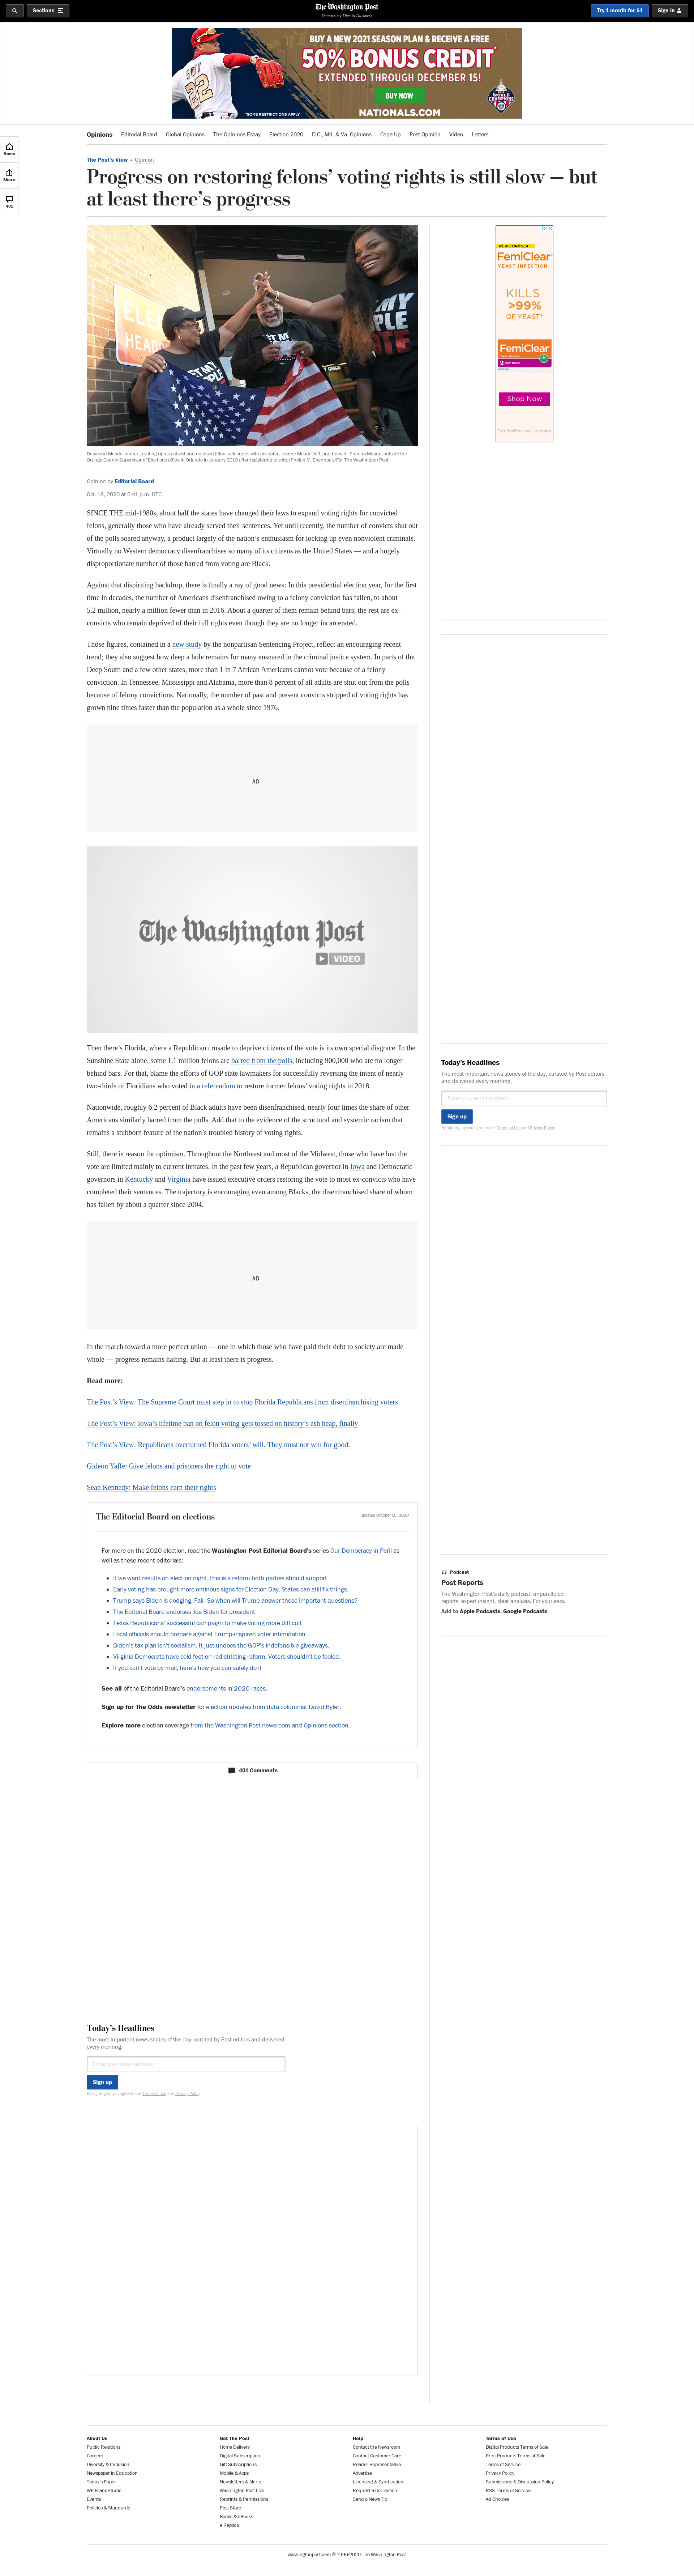 Sections
The Washington Post
Democracy Dies in Darkness
Try 1 month for $1
Sign in
BUY A NEW 2021 SEASON PLAN & RECEIVE A FREE
50% BONUS CREDIT*
EXTENDED THROUGH DECEMBER 15!
BUY NOW
*SOME RESTRICTIONS APPLY.
NATIONALS.COM
Opinions
Editorial Board
Global Opinions
The Opinions Essay
Election 2020
D.C., Md. & Va. Opinions
Cape Up
Post Opinión
Video
Letters
Home
Share
401
The Post's View • Opinion
Progress on restoring felons’ voting rights is still slow — but
at least there’s progress
Desmond Meade, center, a voting rights activist and released felon, celebrates with his sister, Jeanna Meade, left, and his wife, Sheena Meade, outside the
Orange County Supervisor of Elections office in Orlando in January 2019 after registering to vote. (Phelan M. Ebenhack/For The Washington Post)
NEW FORMULA
FemiClear
YEAST INFECTION
KILLS
>99%
OF YEAST*
FemiClear
Shop Now
*See FemiClear.com for details.
Opinion by Editorial Board
Oct. 18, 2020 at 5:41 p.m. UTC
SINCE THE mid-1980s, about half the states have changed their laws to expand voting rights for convicted
felons, generally those who have already served their sentences. Yet until recently, the number of convicts shut out
of the polls soared anyway, a product largely of the nation’s enthusiasm for locking up even nonviolent criminals.
Virtually no Western democracy disenfranchises so many of its citizens as the United States — and a hugely
disproportionate number of those barred from voting are Black.
Against that dispiriting backdrop, there is finally a ray of good news: In this presidential election year, for the first
time in decades, the number of Americans disenfranchised owing to a felony conviction has fallen, to about
5.2 million, nearly a million fewer than in 2016. About a quarter of them remain behind bars; the rest are ex-
convicts who remain deprived of their full rights even though they are no longer incarcerated.
Those figures, contained in a new study by the nonpartisan Sentencing Project, reflect an encouraging recent
trend; they also suggest how deep a hole remains for many ensnared in the criminal justice system. In parts of the
Deep South and a few other states, more than 1 in 7 African Americans cannot vote because of a felony
conviction. In Tennessee, Mississippi and Alabama, more than 8 percent of all adults are shut out from the polls
because of felony convictions. Nationally, the number of past and present convicts stripped of voting rights has
grown nine times faster than the population as a whole since 1976.
AD
The Washington Post
VIDEO
Then there’s Florida, where a Republican crusade to deprive citizens of the vote is its own special disgrace. In the
Sunshine State alone, some 1.1 million felons are barred from the polls, including 900,000 who are no longer
behind bars. For that, blame the efforts of GOP state lawmakers for successfully reversing the intent of nearly
two-thirds of Floridians who voted in a referendum to restore former felons’ voting rights in 2018.
Nationwide, roughly 6.2 percent of Black adults have been disenfranchised, nearly four times the share of other
Americans similarly barred from the polls. Add that to the evidence of the structural and systemic racism that
remains a stubborn feature of the nation’s troubled history of voting rights.
Still, there is reason for optimism. Throughout the Northeast and most of the Midwest, those who have lost the
vote are limited mainly to current inmates. In the past few years, a Republican governor in Iowa and Democratic
governors in Kentucky and Virginia have issued executive orders restoring the vote to most ex-convicts who have
completed their sentences. The trajectory is encouraging even among Blacks, the disenfranchised share of whom
has fallen by about a quarter since 2004.
AD
In the march toward a more perfect union — one in which those who have paid their debt to society are made
whole — progress remains halting. But at least there is progress.
Read more:
The Post’s View: The Supreme Court must step in to stop Florida Republicans from disenfranchising voters
The Post’s View: Iowa’s lifetime ban on felon voting gets tossed on history’s ash heap, finally
The Post’s View: Republicans overturned Florida voters’ will. They must not win for good.
Gideon Yaffe: Give felons and prisoners the right to vote
Sean Kennedy: Make felons earn their rights
The Editorial Board on elections
For more on the 2020 election, read the Washington Post Editorial Board's series Our Democracy in Peril as
well as these recent editorials:
If we want results on election night, this is a reform both parties should support
Early voting has brought more ominous signs for Election Day. States can still fix things.
Trump says Biden is dodging. Fair. So when will Trump answer these important questions?
The Editorial Board endorses Joe Biden for president
Texas Republicans' successful campaign to make voting more difficult
Local officials should prepare against Trump-inspired voter intimidation
Biden's tax plan isn't socialism. It just undoes the GOP's indefensible giveaways.
Virginia Democrats have cold feet on redistricting reform. Voters shouldn't be fooled.
If you can't vote by mail, here's how you can safely do it
See all of the Editorial Board's endorsements in 2020 races.
Sign up for The Odds newsletter for election updates from data columnist David Byler.
Explore more election coverage from the Washington Post newsroom and Opinions section.
401 Comments
Today's Headlines
The most important news stories of the day, curated by Post editors and delivered
every morning.
Enter your email address
Sign up
By signing up you agree to our Terms of Use and Privacy Policy
Today's Headlines
The most important news stories of the day, curated by Post editors
and delivered every morning.
Enter your email address
Sign up
By signing up you agree to our Terms of Use and Privacy Policy
Podcast
Post Reports
The Washington Post's daily podcast: unparalleled
reports, expert insight, clear analysis. For your ears.
Add to Apple Podcasts, Google Podcasts
About Us
Public Relations
Careers
Diversity & Inclusion
Newspaper in Education
Today's Paper
WP BrandStudio
Events
Policies & Standards
Get The Post
Home Delivery
Digital Subscription
Gift Subscriptions
Mobile & Apps
Newsletters & Alerts
Washington Post Live
Reprints & Permissions
Post Store
Books & eBooks
e-Replica
Help
Contact the Newsroom
Contact Customer Care
Reader Representative
Advertise
Licensing & Syndication
Request a Correction
Send a News Tip
Terms of Use
Digital Products Terms of Sale
Print Products Terms of Sale
Terms of Service
Privacy Policy
Submissions & Discussion Policy
RSS Terms of Service
Ad Choices
washingtonpost.com © 1996-2020 The Washington Post